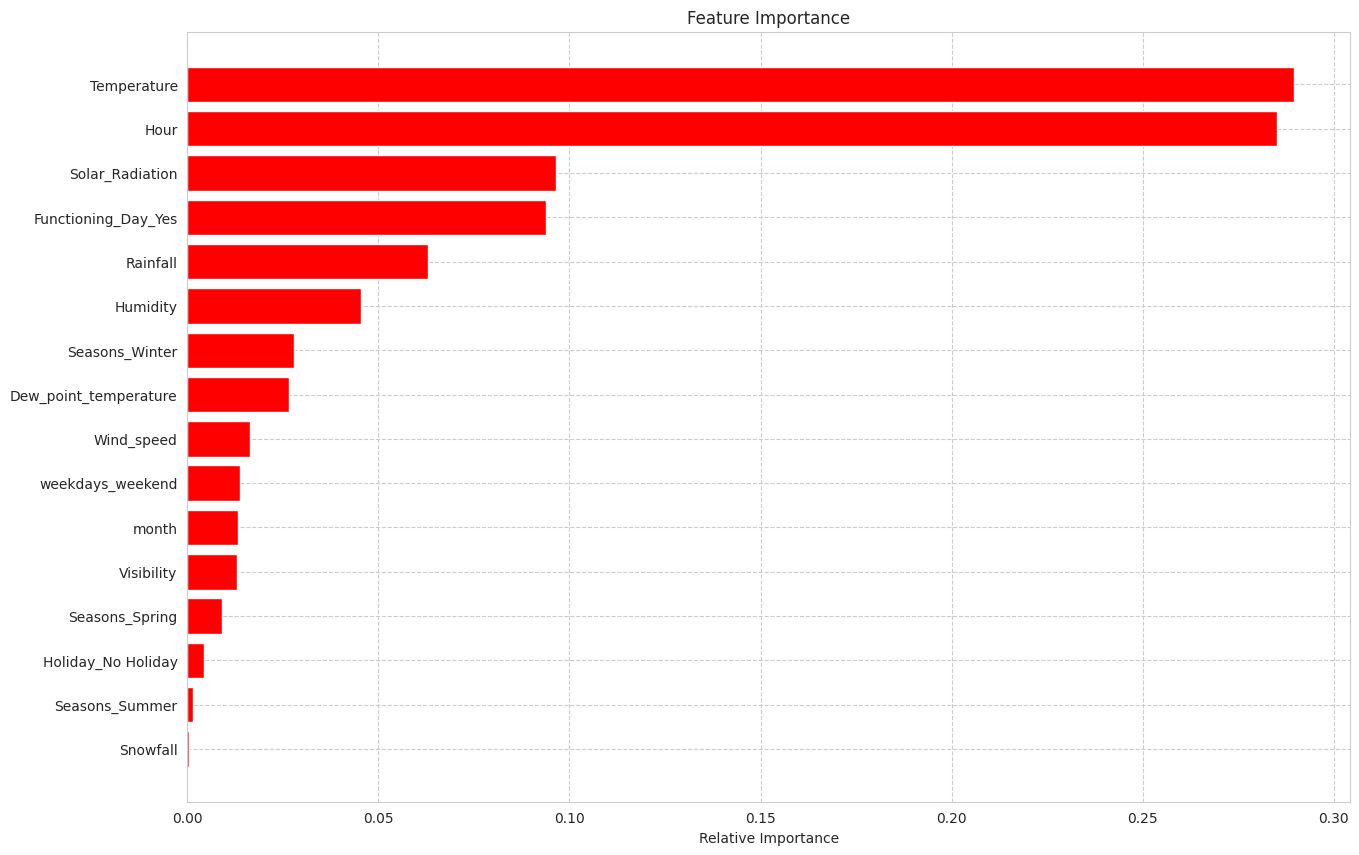 Feature Importance
Temperature
Hour
Solar_Radiation
Functioning_Day_Yes
Rainfall
Humidity
Seasons_Winter
Dew_point_temperature
Wind_speed
weekdays_weekend
month
Visibility
Seasons_Spring
Holiday_No Holiday
Seasons_Summer
Snowfall
0.00 0.05 0.10 0.15 0.20 0.25 0.30
Relative Importance